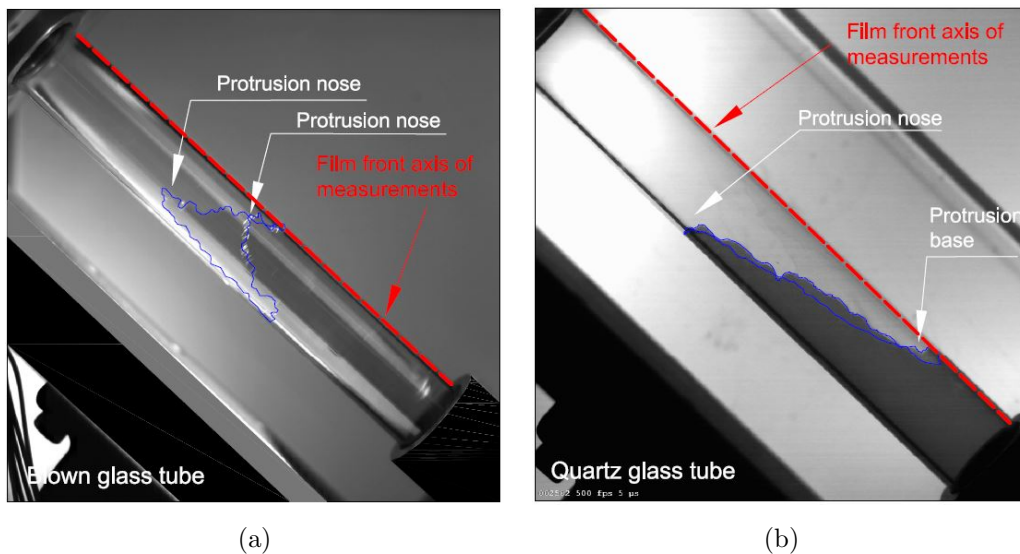 Protrusion nose
Protrusion nose
Film front axis of
measurements
Blown glass tube
(a)
Film front axis of
measurements
Protrusion nose
Protrusion
base
Quartz glass tube
002562 500 fps 5 µs
(b)